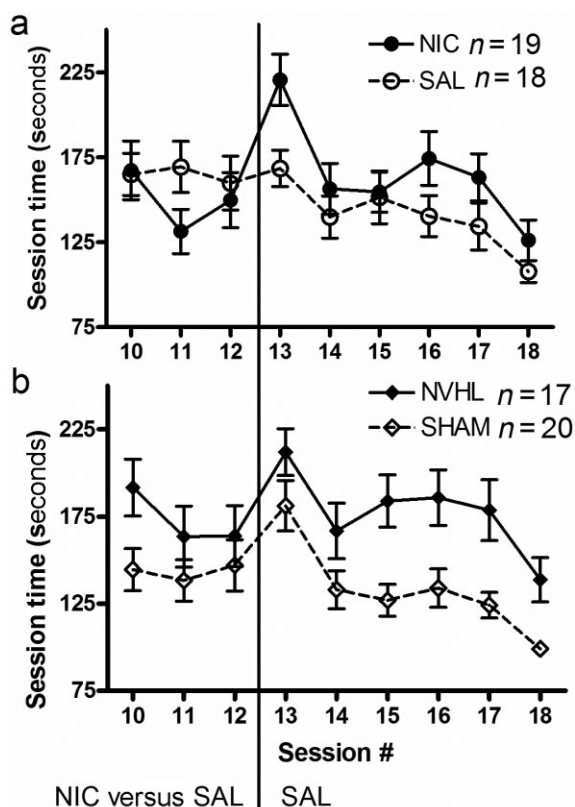 a
NIC n = 19
SAL n = 18
Session time (seconds)
225
175
125
75
10 11 12 13 14 15 16 17 18
b
NVHL n = 17
SHAM n = 20
Session time (seconds)
225
175
125
75
10 11 12 13 14 15 16 17 18
Session #
NIC versus SAL SAL